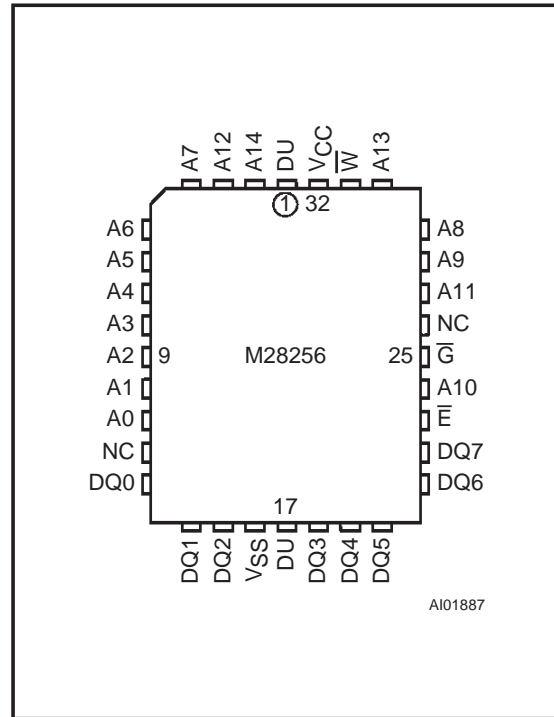 A7 A12 A14 DU VCC W̅ A13
1 32
A6 A8
A5 A9
A4 A11
A3 NC
A2 9 M28256 25 G̅
A1 A10
A0 E̅
NC DQ7
DQ0 DQ6
17
DQ1 DQ2 VSS DU DQ3 DQ4 DQ5
AI01887